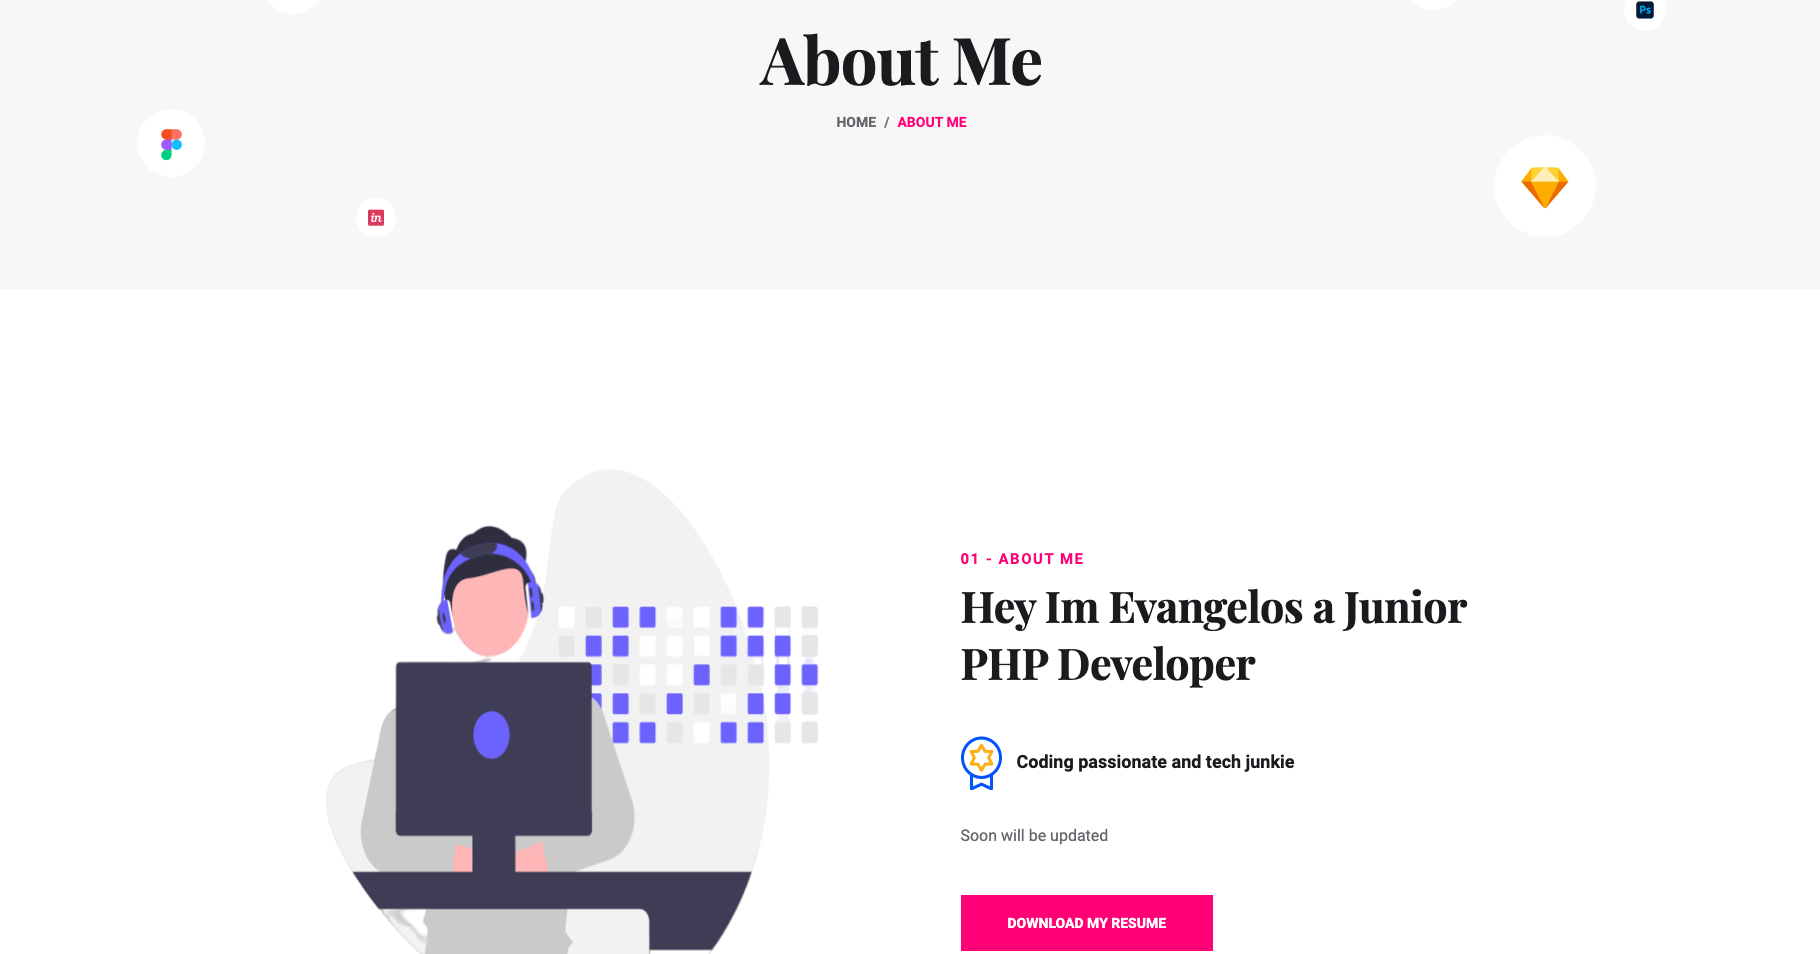 Ps
About Me
HOME / ABOUT ME
in
01 - ABOUT ME
Hey Im Evangelos a Junior
PHP Developer
Coding passionate and tech junkie
Soon will be updated
DOWNLOAD MY RESUME